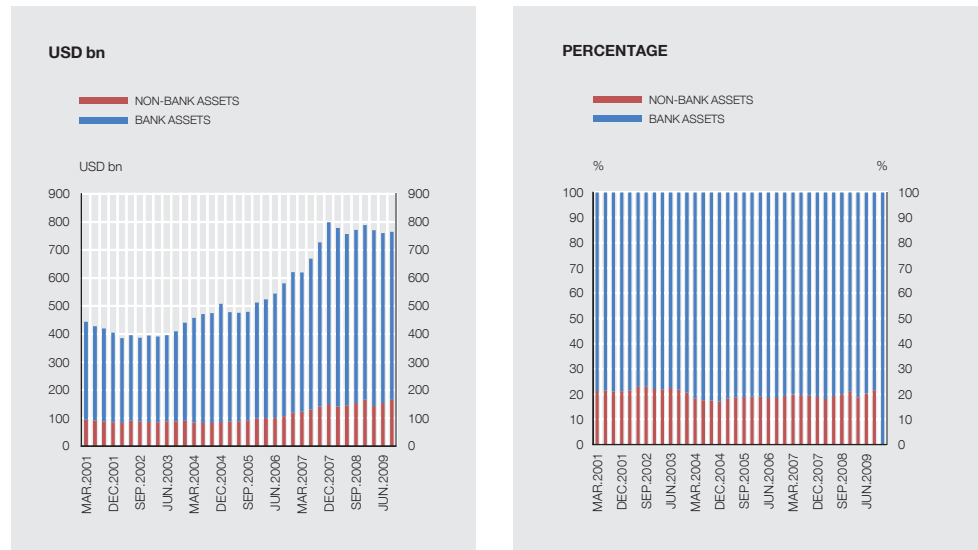 USD bn
NON-BANK ASSETS
BANK ASSETS
USD bn
900 900
800 800
700 700
600 600
500 500
400 400
300 300
200 200
100 100
0 0
MAR.2001 DEC.2001 SEP.2002 JUN.2003 MAR.2004 DEC.2004 SEP.2005 JUN.2006 MAR.2007 DEC.2007 SEP.2008 JUN.2009
PERCENTAGE
NON-BANK ASSETS
BANK ASSETS
% %
100 100
90 90
80 80
70 70
60 60
50 50
40 40
30 30
20 20
10 10
0 0
MAR.2001 DEC.2001 SEP.2002 JUN.2003 MAR.2004 DEC.2004 SEP.2005 JUN.2006 MAR.2007 DEC.2007 SEP.2008 JUN.2009